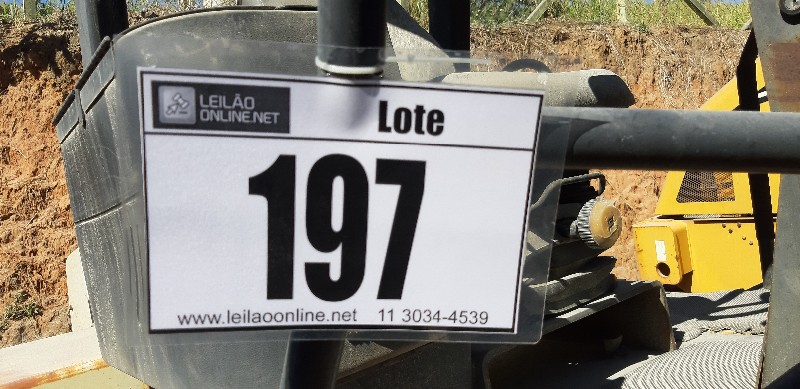 LEILÃO
ONLINE.NET
Lote
197
www.leilaoonline.net 11 3034-4539